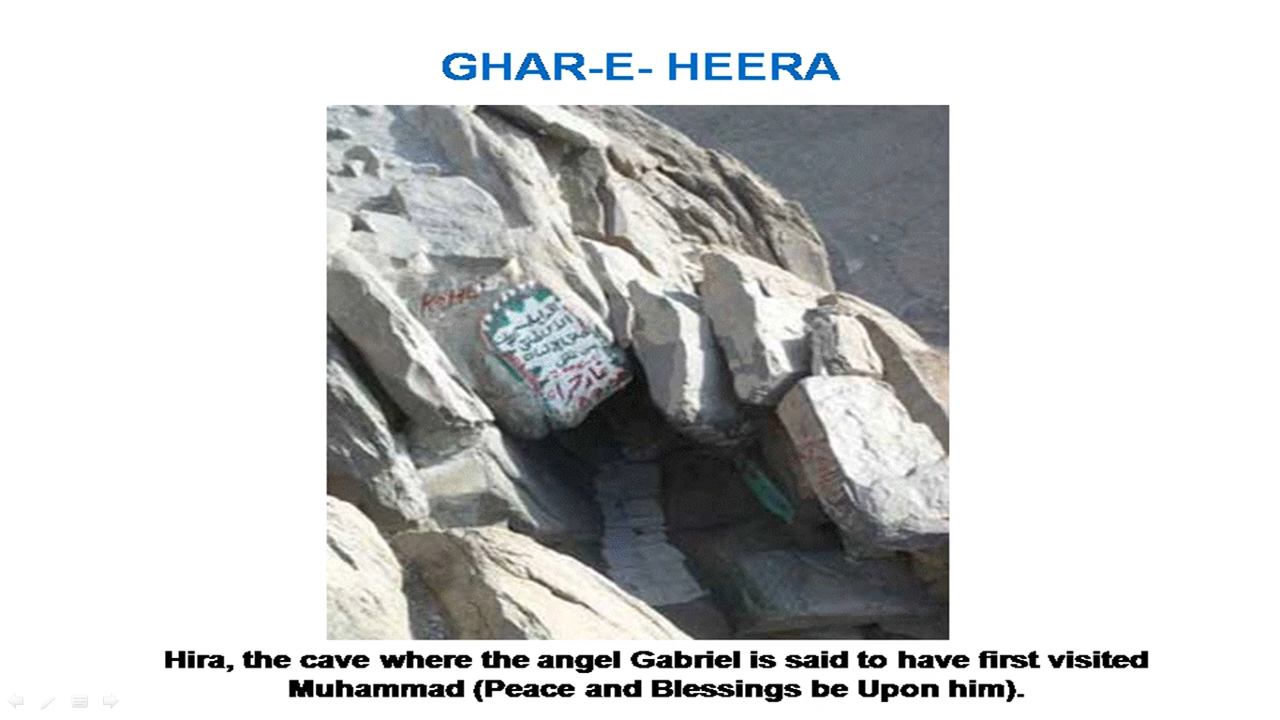 GHAR-E- HEERA
Hira, the cave where the angel Gabriel is said to have first visited
Muhammad (Peace and Blessings be Upon him).